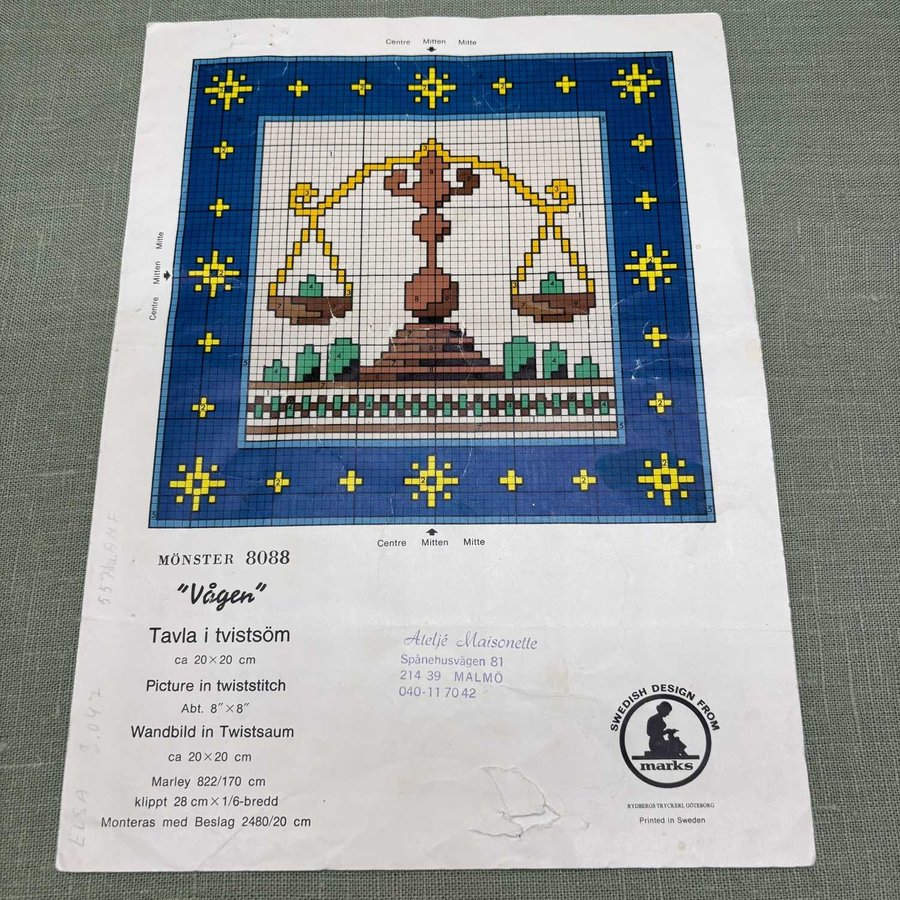 Centre Mitten Mitte
Centre Mitten Mitte
Centre Mitten Mitte
MÖNSTER 8088
"Vågen"
Tavla i tvistsöm
ca 20×20 cm
Picture in twiststitch
Abt. 8″×8″
Wandbild in Twistsaum
ca 20×20 cm
Marley 822/170 cm
klippt 28 cm×1/6-bredd
Monteras med Beslag 2480/20 cm
Ateljé Maisonette
Spånehusvägen 81
214 39 MALMÖ
040-11 70 42
SWEDISH DESIGN FROM
marks
RYDBERGS TRYCKERI, GÖTEBORG
Printed in Sweden
ELSA